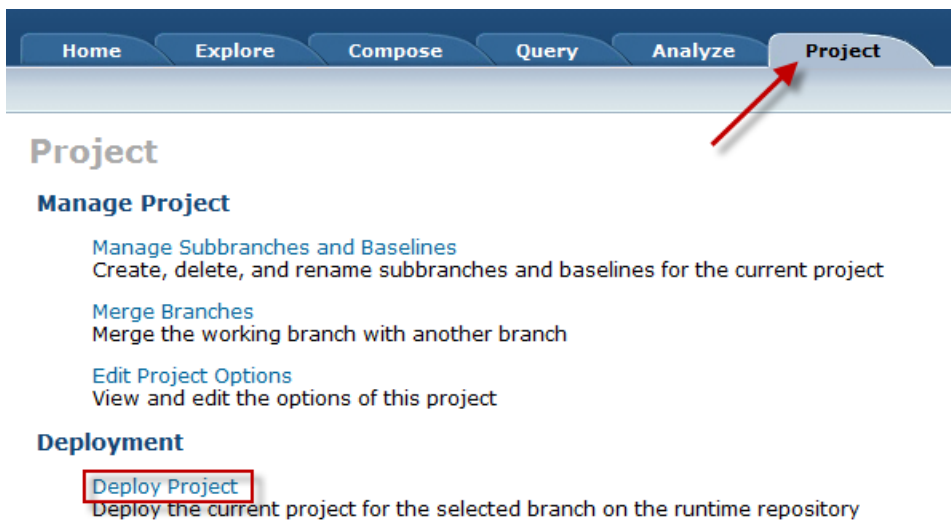 Home Explore Compose Query Analyze Project
Project
Manage Project
Manage Subbranches and Baselines
Create, delete, and rename subbranches and baselines for the current project
Merge Branches
Merge the working branch with another branch
Edit Project Options
View and edit the options of this project
Deployment
Deploy Project
Deploy the current project for the selected branch on the runtime repository